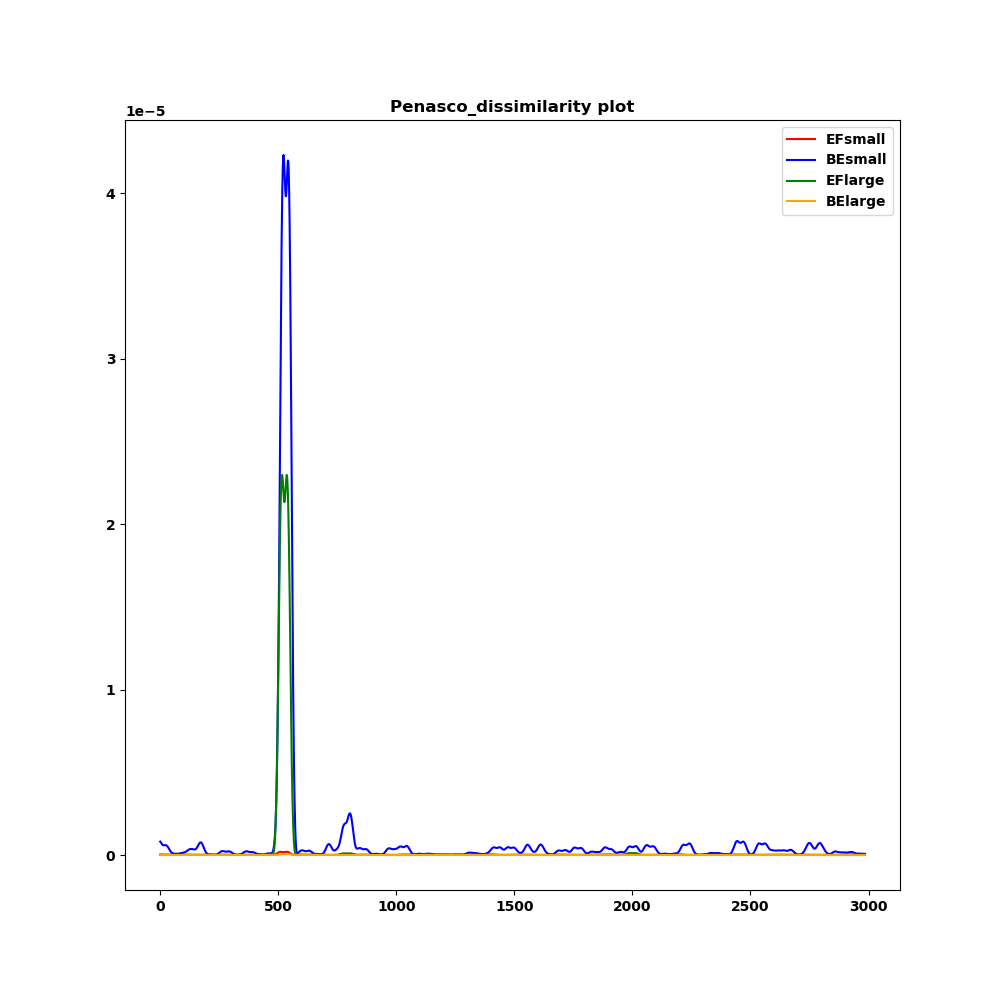 Penasco_dissimilarity plot
1e−5
EFsmall
BEsmall
EFlarge
BElarge
4
3
2
1
0
0 500 1000 1500 2000 2500 3000